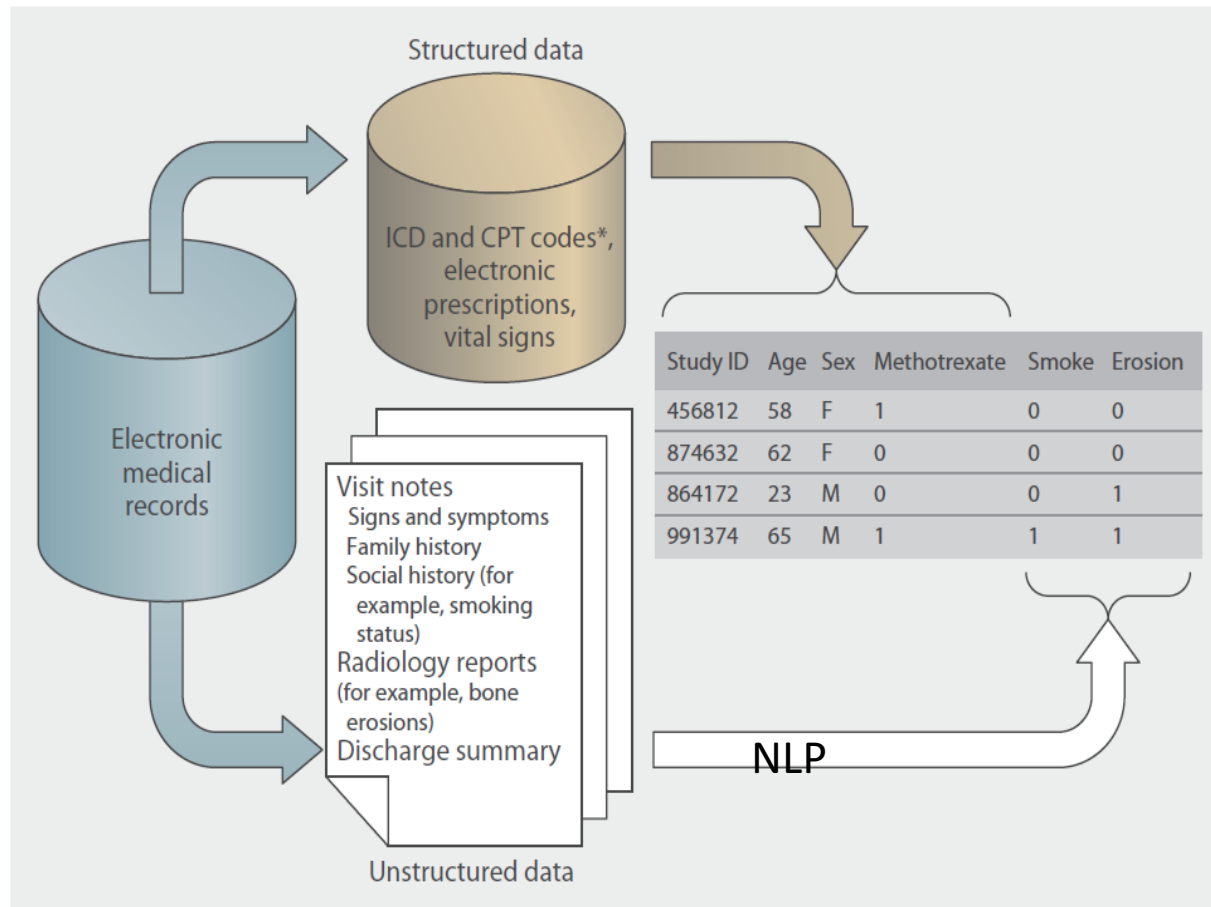 Structured data
ICD and CPT codes*,
electronic
prescriptions,
vital signs
Electronic
medical
records
Visit notes
Signs and symptoms
Family history
Social history (for
example, smoking
status)
Radiology reports
(for example, bone
erosions)
Discharge summary
Unstructured data
Study ID Age Sex Methotrexate Smoke Erosion
456812 58 F 1 0 0
874632 62 F 0 0 0
864172 23 M 0 0 1
991374 65 M 1 1 1
NLP